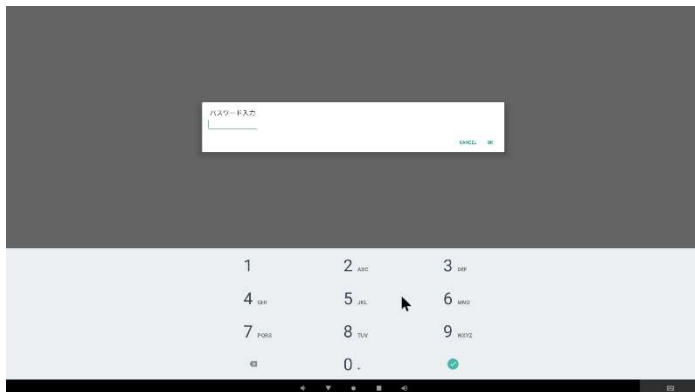 パスワード入力
CANCEL OK
1 2 ABC 3 DEF
4 GHI 5 JKL 6 MNO
7 PQRS 8 TUV 9 WXYZ
0